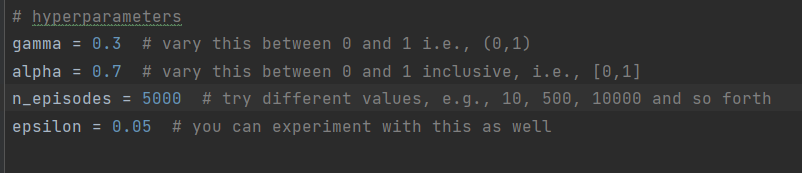 # hyperparameters
gamma = 0.3  # vary this between 0 and 1 i.e., (0,1)
alpha = 0.7  # vary this between 0 and 1 inclusive, i.e., [0,1]
n_episodes = 5000  # try different values, e.g., 10, 500, 10000 and so forth
epsilon = 0.05  # you can experiment with this as well